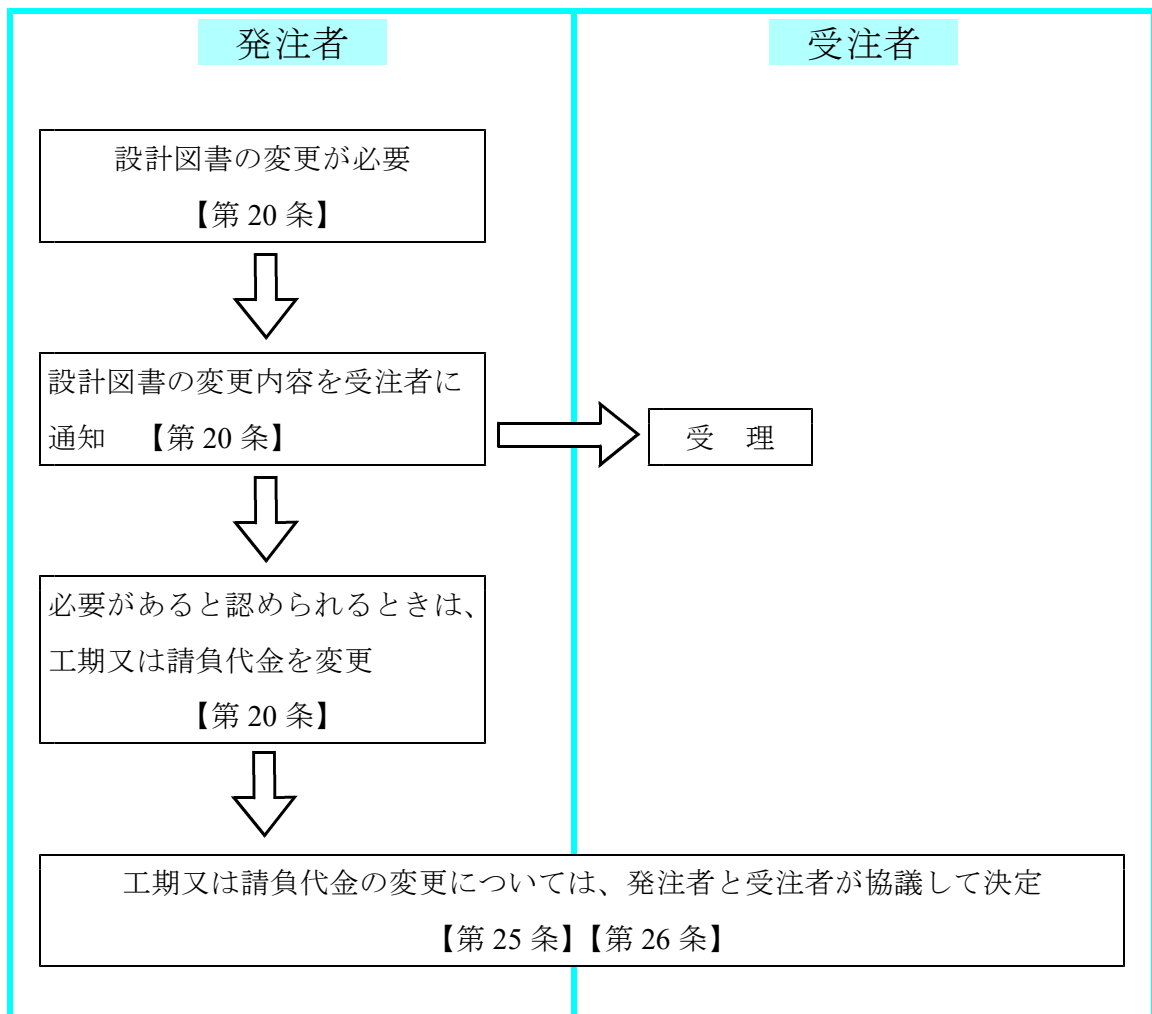 発注者
受注者
設計図書の変更が必要
【第 20 条】
設計図書の変更内容を受注者に
通知　【第 20 条】
受　理
必要があると認められるときは、
工期又は請負代金を変更
【第 20 条】
工期又は請負代金の変更については、発注者と受注者が協議して決定
【第 25 条】【第 26 条】